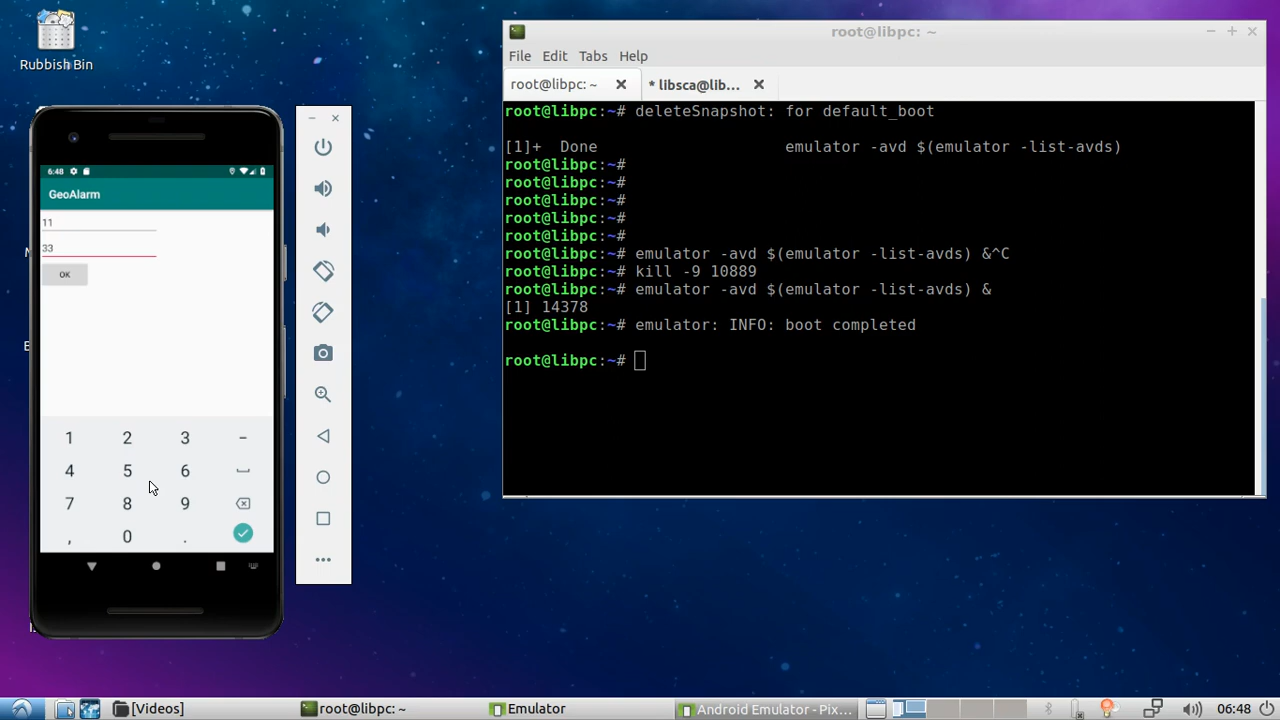 Rubbish Bin
6:48
GeoAlarm
11
33
OK
1 2 3 -
4 5 6
7 8 9
, 0 .
root@libpc: ~
File Edit Tabs Help
root@libpc: ~ * libsca@lib...
root@libpc:~# deleteSnapshot: for default_boot
[1]+ Done emulator -avd $(emulator -list-avds)
root@libpc:~#
root@libpc:~#
root@libpc:~#
root@libpc:~#
root@libpc:~#
root@libpc:~# emulator -avd $(emulator -list-avds) &^C
root@libpc:~# kill -9 10889
root@libpc:~# emulator -avd $(emulator -list-avds) &
[1] 14378
root@libpc:~# emulator: INFO: boot completed
root@libpc:~#
[Videos] root@libpc: ~ Emulator Android Emulator - Pix... 06:48